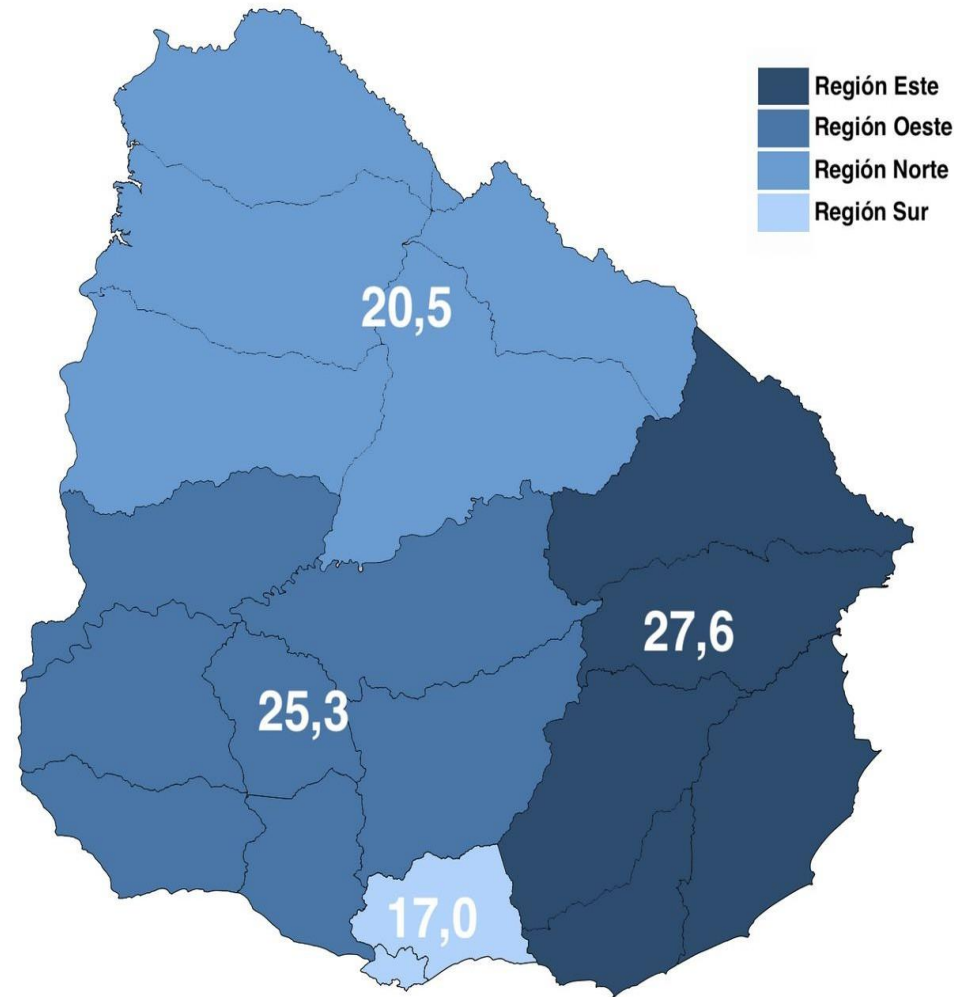 Región Este
Región Oeste
Región Norte
Región Sur
20,5
27,6
25,3
17,0